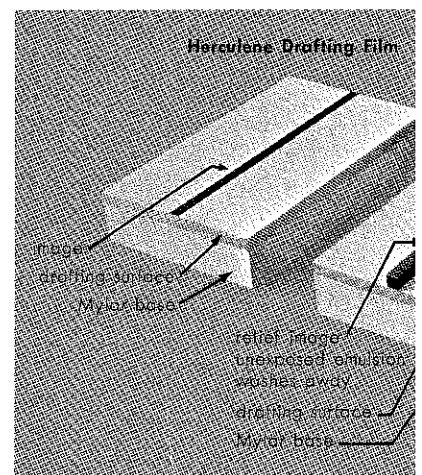 Herculene Drafting Film
image
drafting surface
Mylar base
relief image
unexposed emulsion
washes away
drafting surface
Mylar base